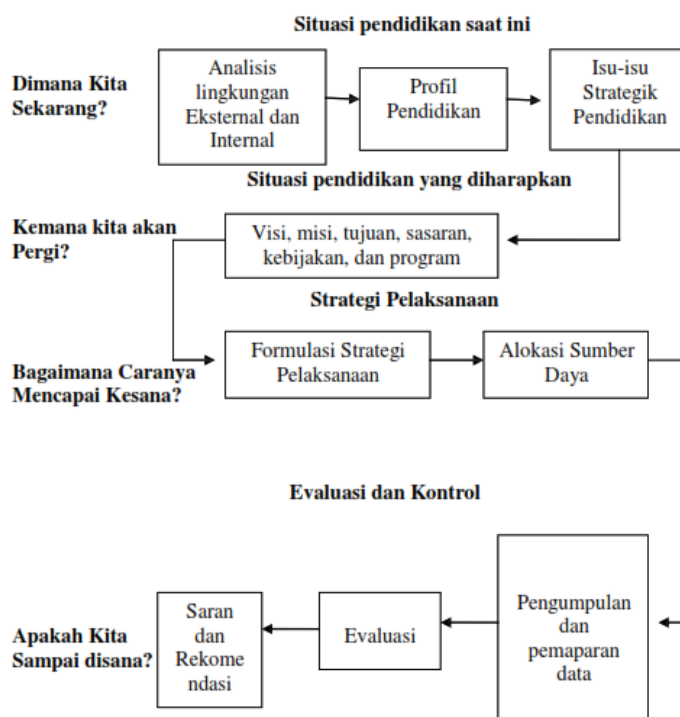 Situasi pendidikan saat ini
Dimana Kita
Sekarang?
Analisis
lingkungan
Eksternal dan
Internal
Profil
Pendidikan
Isu-isu
Strategik
Pendidikan
Situasi pendidikan yang diharapkan
Kemana kita akan
Pergi?
Visi, misi, tujuan, sasaran,
kebijakan, dan program
Strategi Pelaksanaan
Bagaimana Caranya
Mencapai Kesana?
Formulasi Strategi
Pelaksanaan
Alokasi Sumber
Daya
Evaluasi dan Kontrol
Apakah Kita
Sampai disana?
Saran
dan
Rekome
ndasi
Evaluasi
Pengumpulan
dan
pemaparan
data